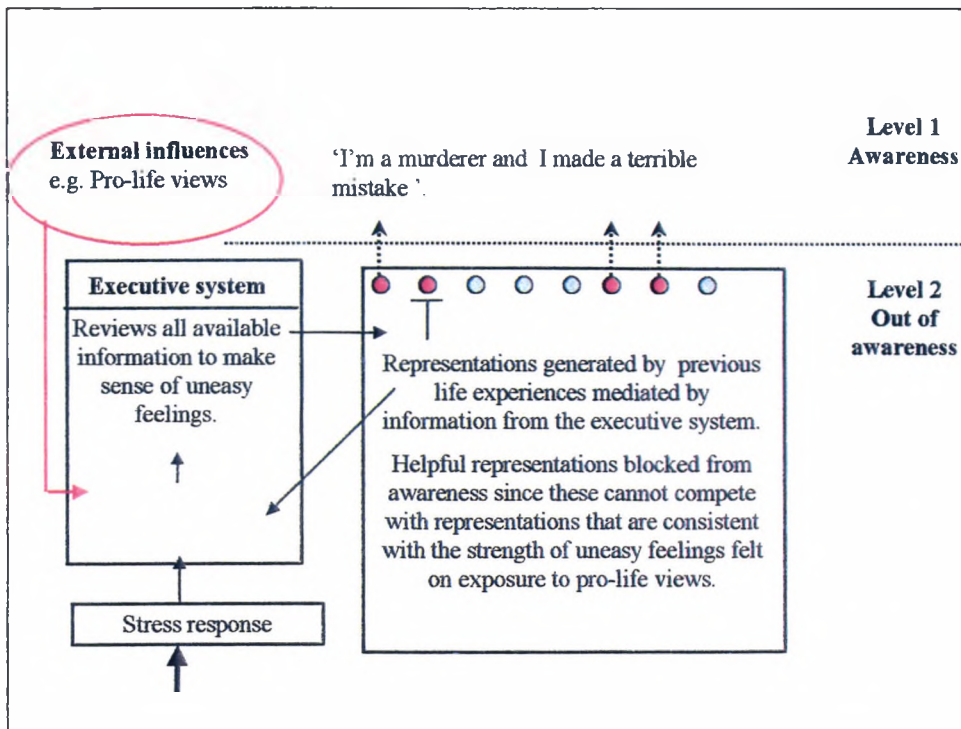 External influences
e.g. Pro-life views
'I'm a murderer and I made a terrible
mistake '.
Level 1
Awareness
Executive system
Reviews all available
information to make
sense of uneasy
feelings.
Representations generated by previous
life experiences mediated by
information from the executive system.
Helpful representations blocked from
awareness since these cannot compete
with representations that are consistent
with the strength of uneasy feelings felt
on exposure to pro-life views.
Level 2
Out of
awareness
Stress response